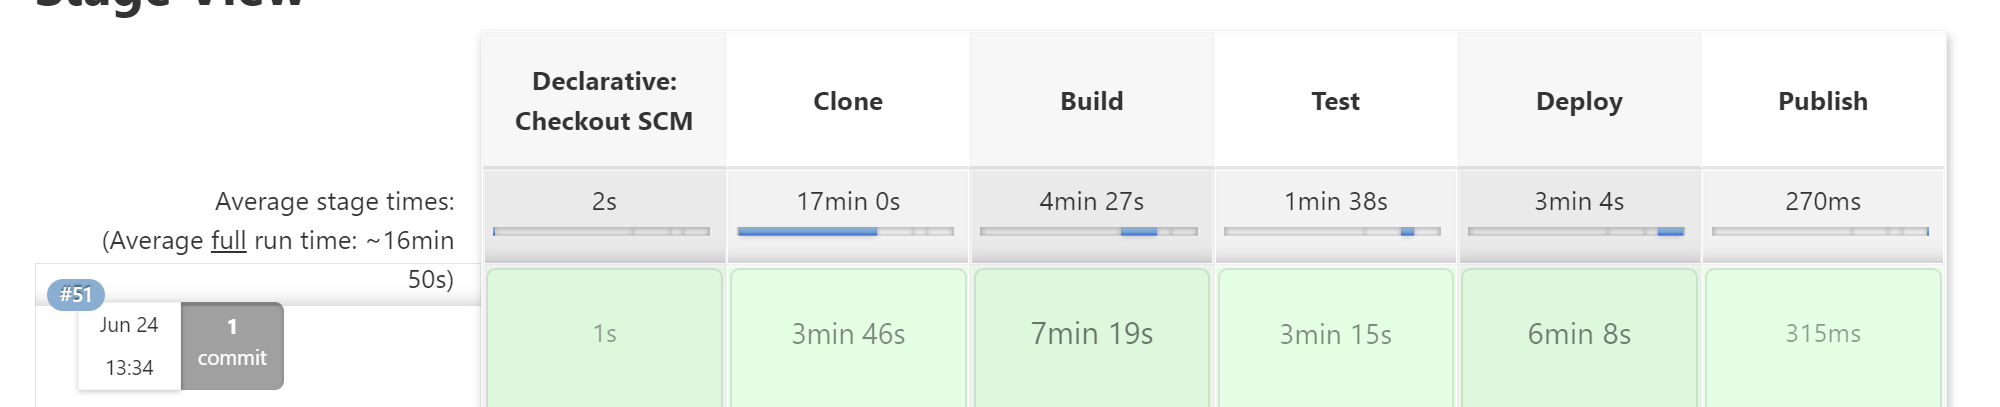 Stage View
Declarative:
Checkout SCM
Clone
Build
Test
Deploy
Publish
Average stage times:
(Average full run time: ~16min
50s)
2s
17min 0s
4min 27s
1min 38s
3min 4s
270ms
#51
Jun 24
13:34
1
commit
1s
3min 46s
7min 19s
3min 15s
6min 8s
315ms